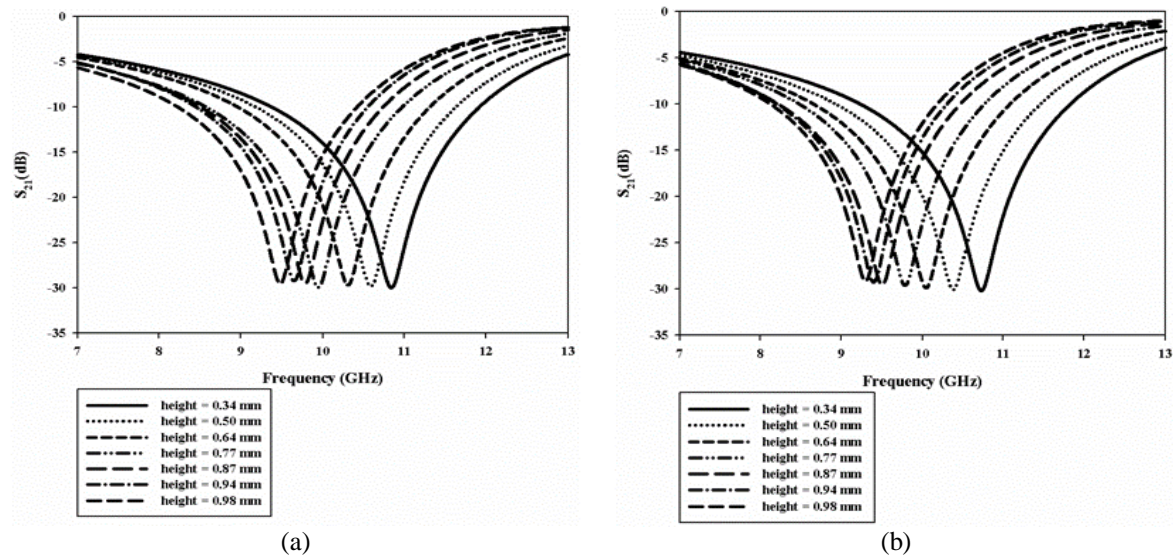 0
-5
-10
-15
-20
-25
-30
-35
S21(dB)
7 8 9 10 11 12 13
Frequency (GHz)
height = 0.34 mm
height = 0.50 mm
height = 0.64 mm
height = 0.77 mm
height = 0.87 mm
height = 0.94 mm
height = 0.98 mm
(a)
0
-5
-10
-15
-20
-25
-30
-35
S21(dB)
7 8 9 10 11 12 13
Frequency (GHz)
height = 0.34 mm
height = 0.50 mm
height = 0.64 mm
height = 0.77 mm
height = 0.87 mm
height = 0.94 mm
height = 0.98 mm
(b)